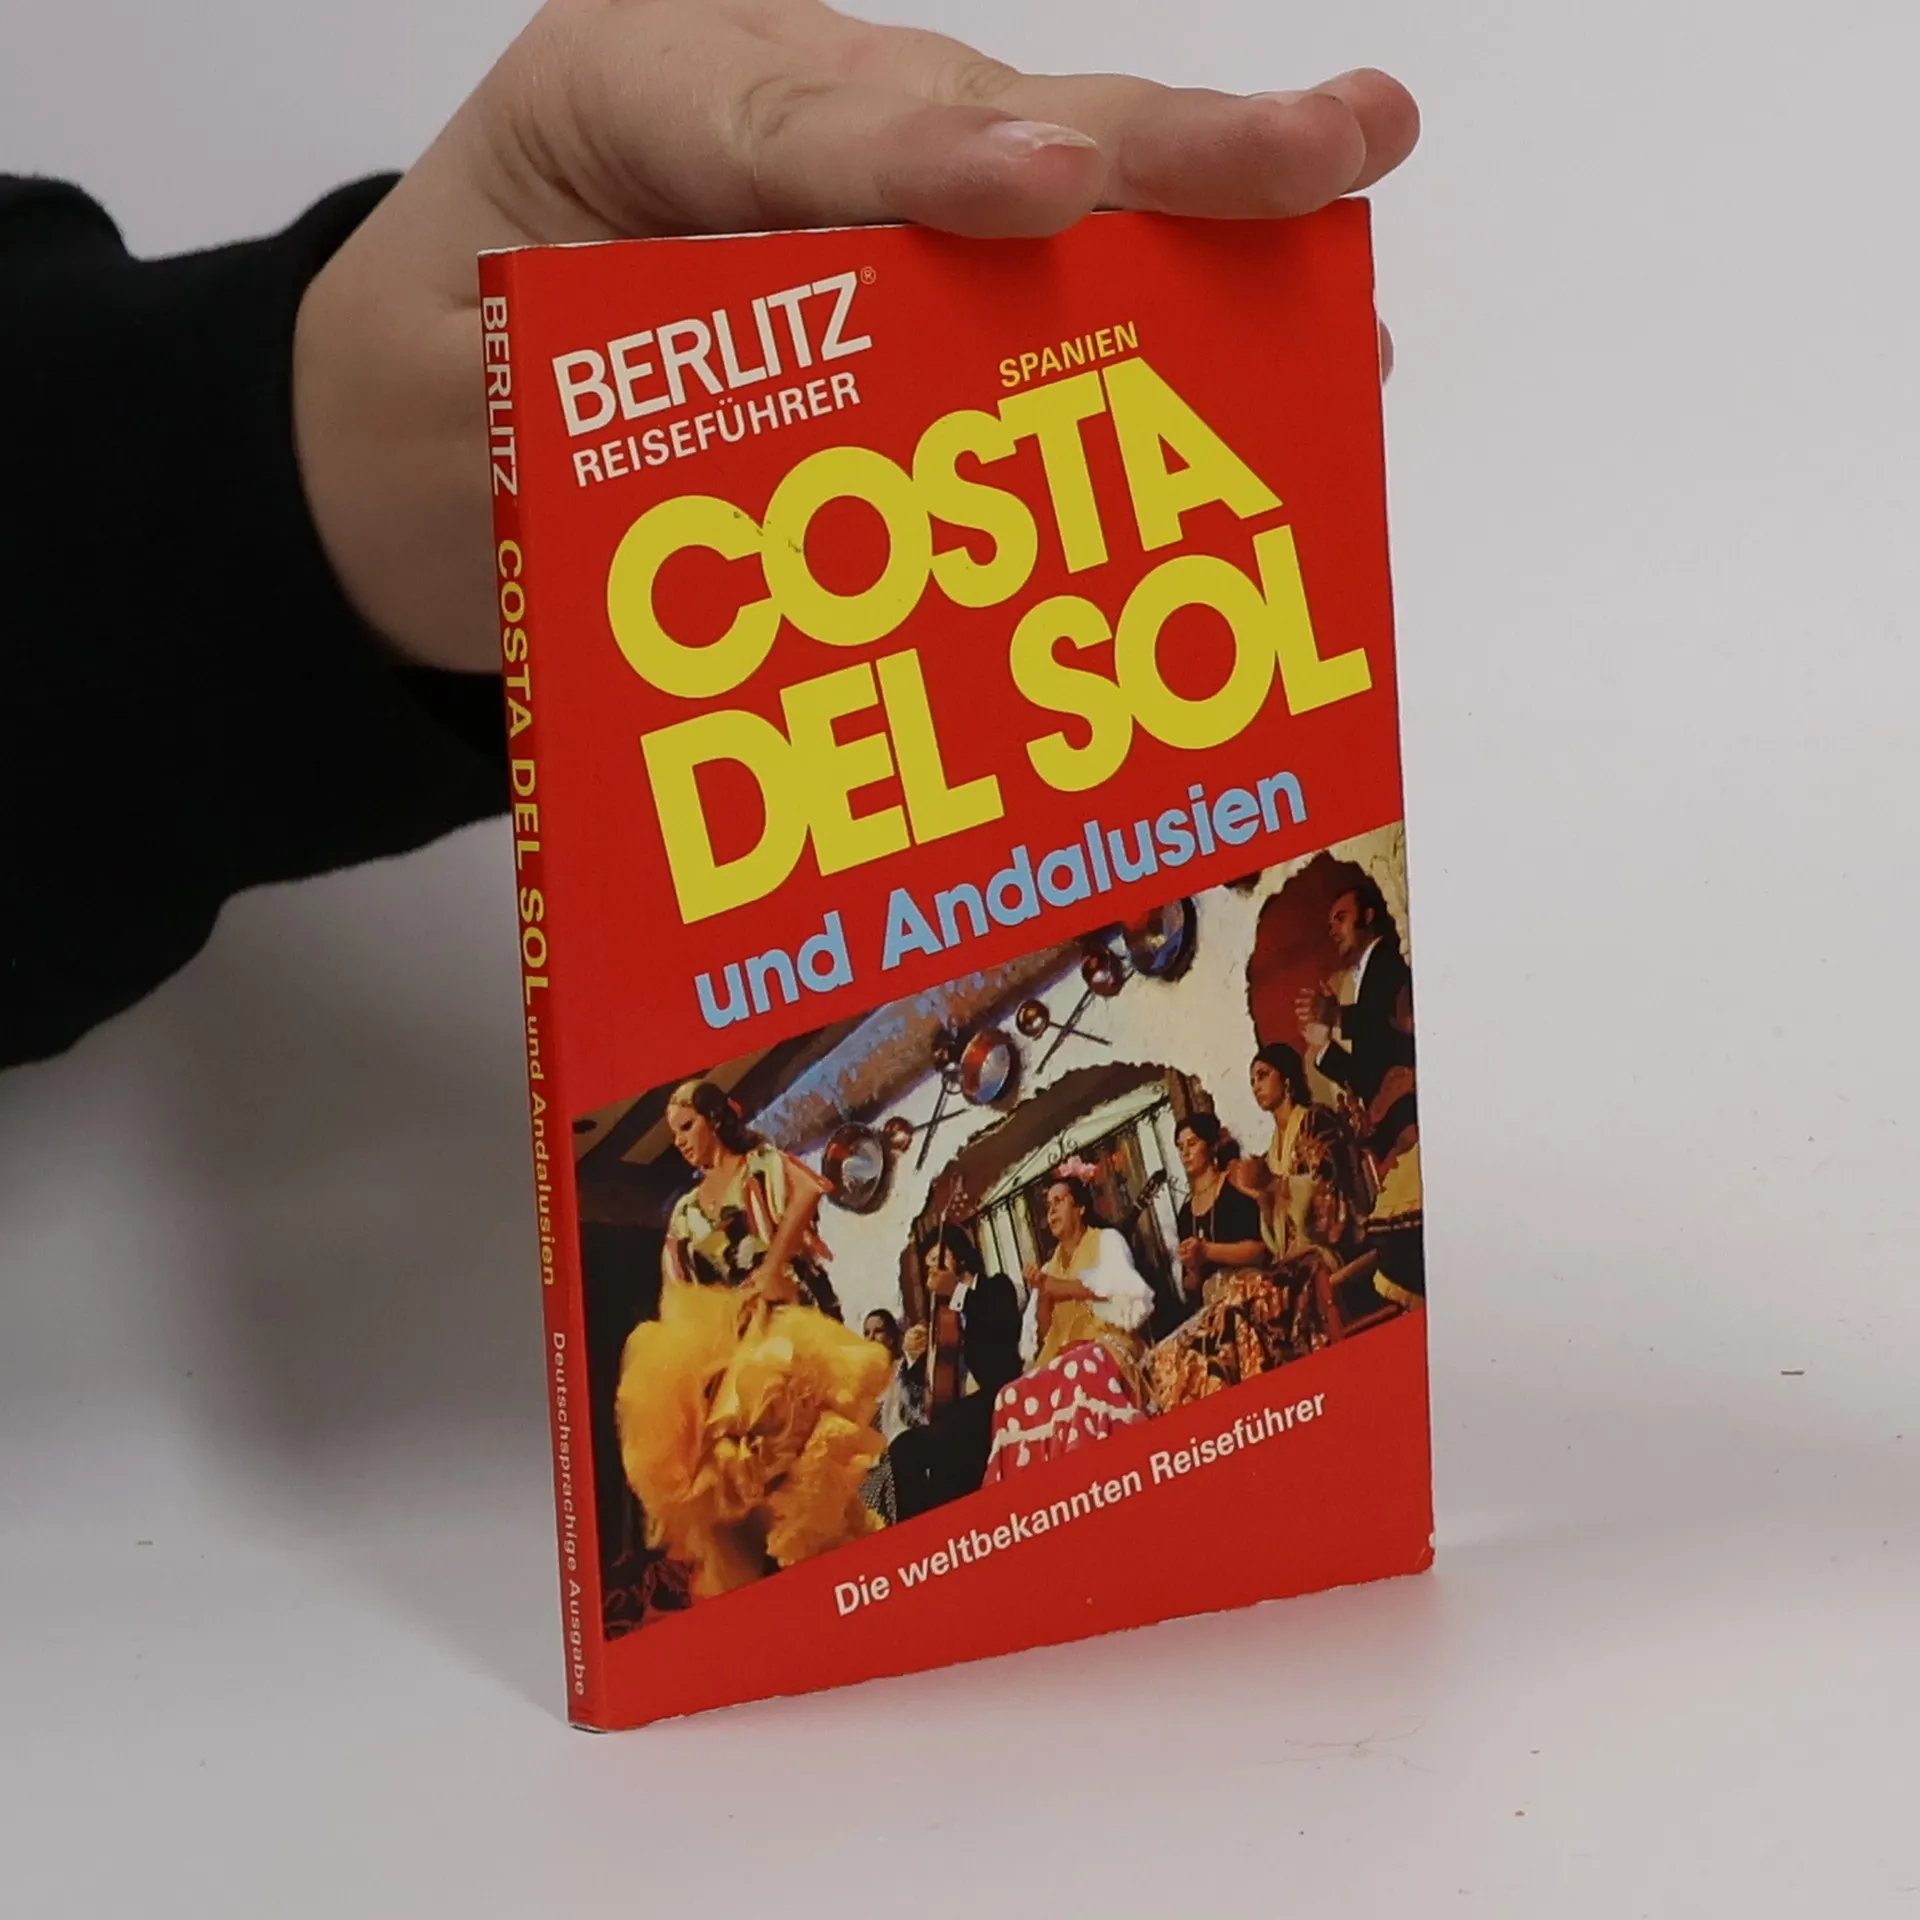 BERLITZ®
REISEFÜHRER
SPANIEN
COSTA
DEL SOL
und Andalusien
Die weltbekannten Reiseführer
BERLITZ COSTA DEL SOL und Andalusien Deutschsprachige Ausgabe